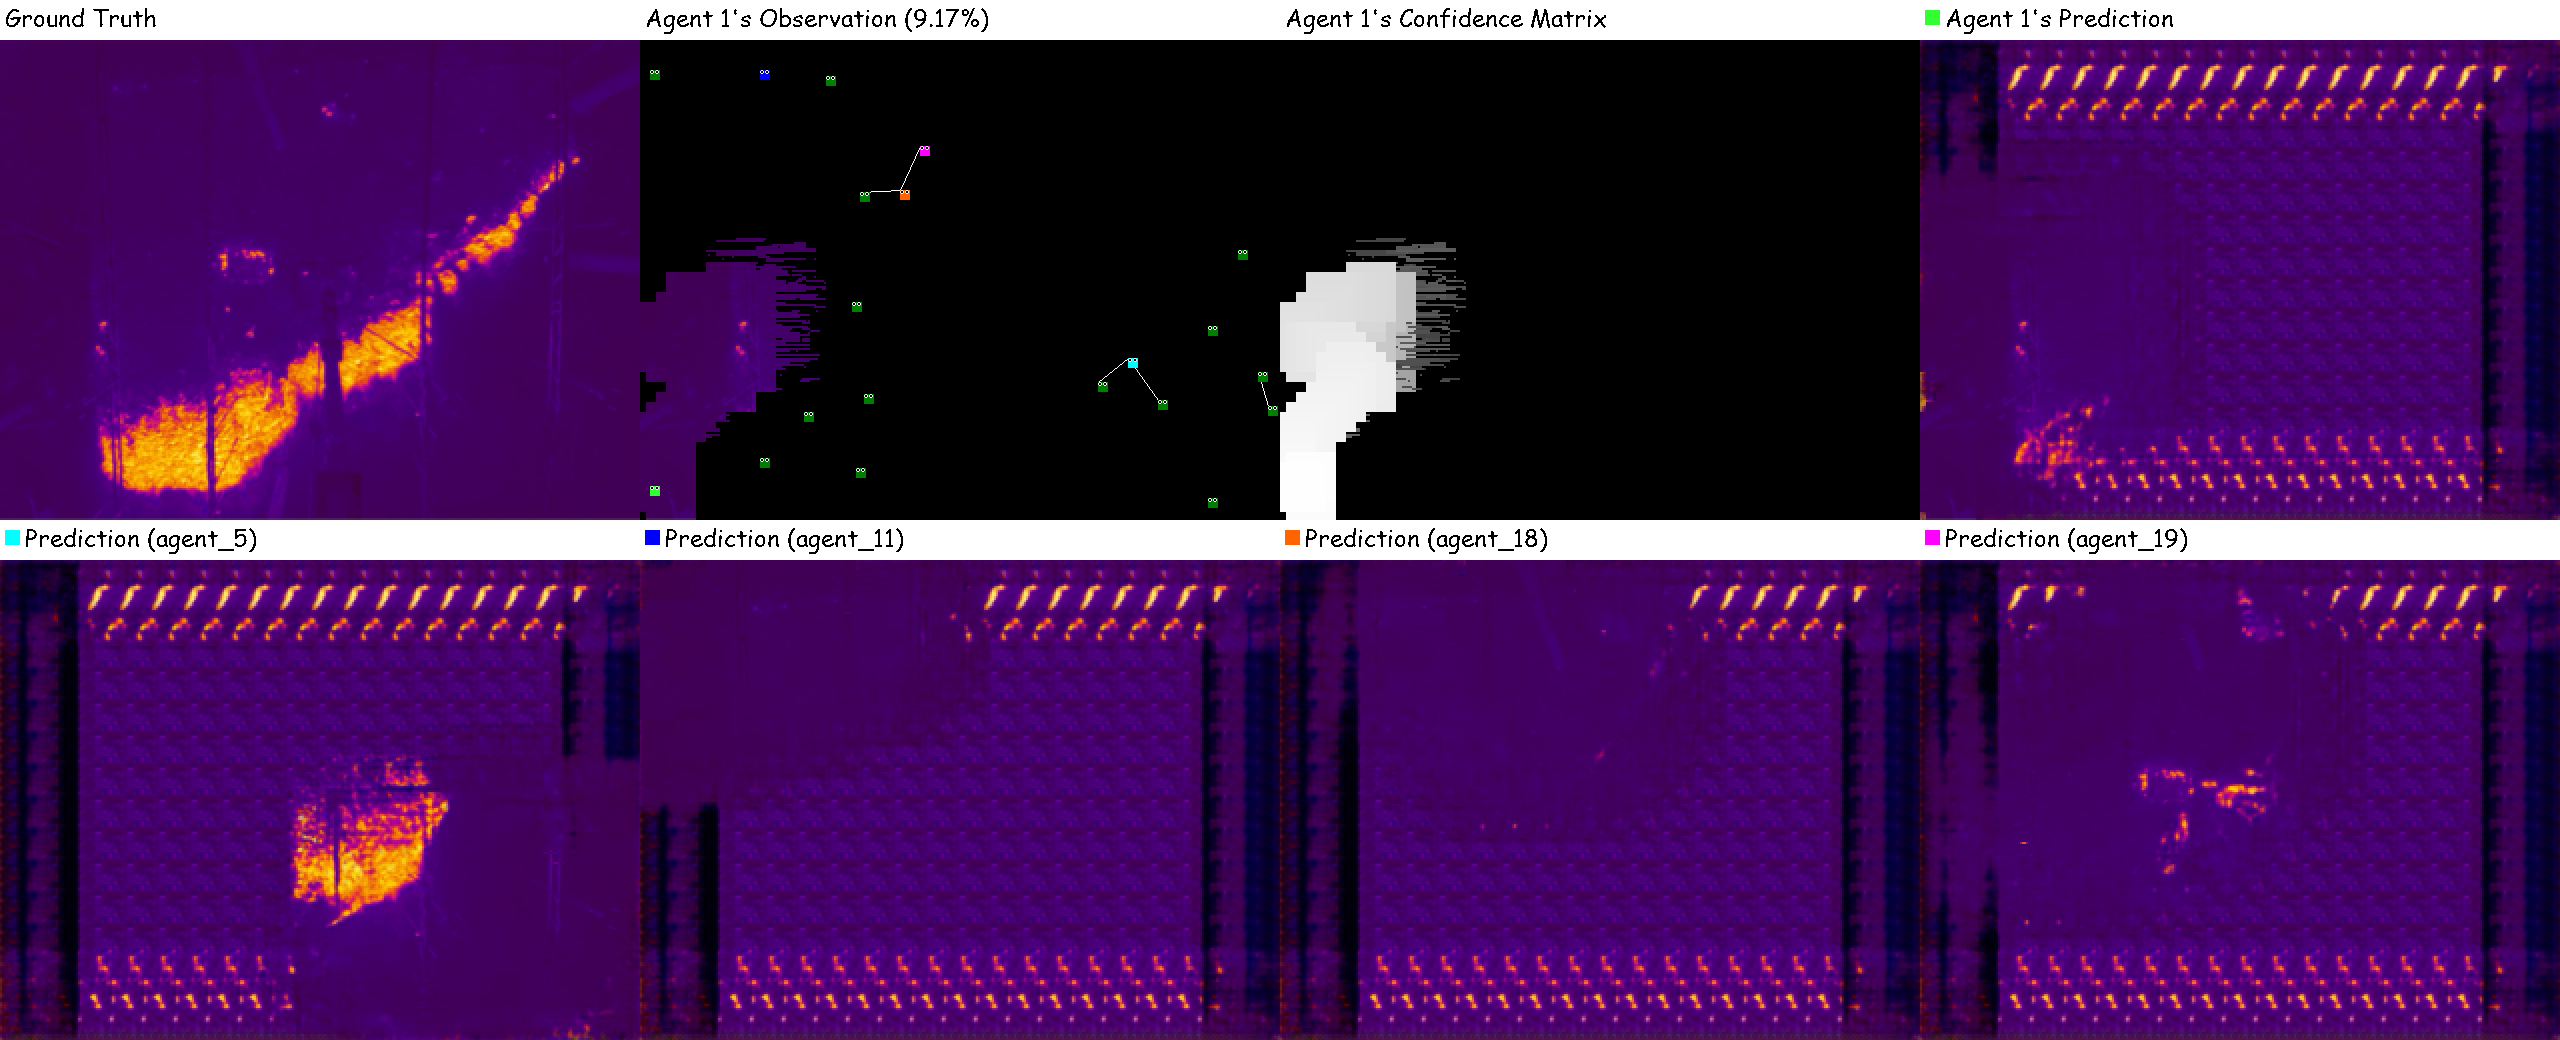 Ground Truth
Agent 1's Observation (9.17%)
Agent 1's Confidence Matrix
Agent 1's Prediction
Prediction (agent_5)
Prediction (agent_11)
Prediction (agent_18)
Prediction (agent_19)